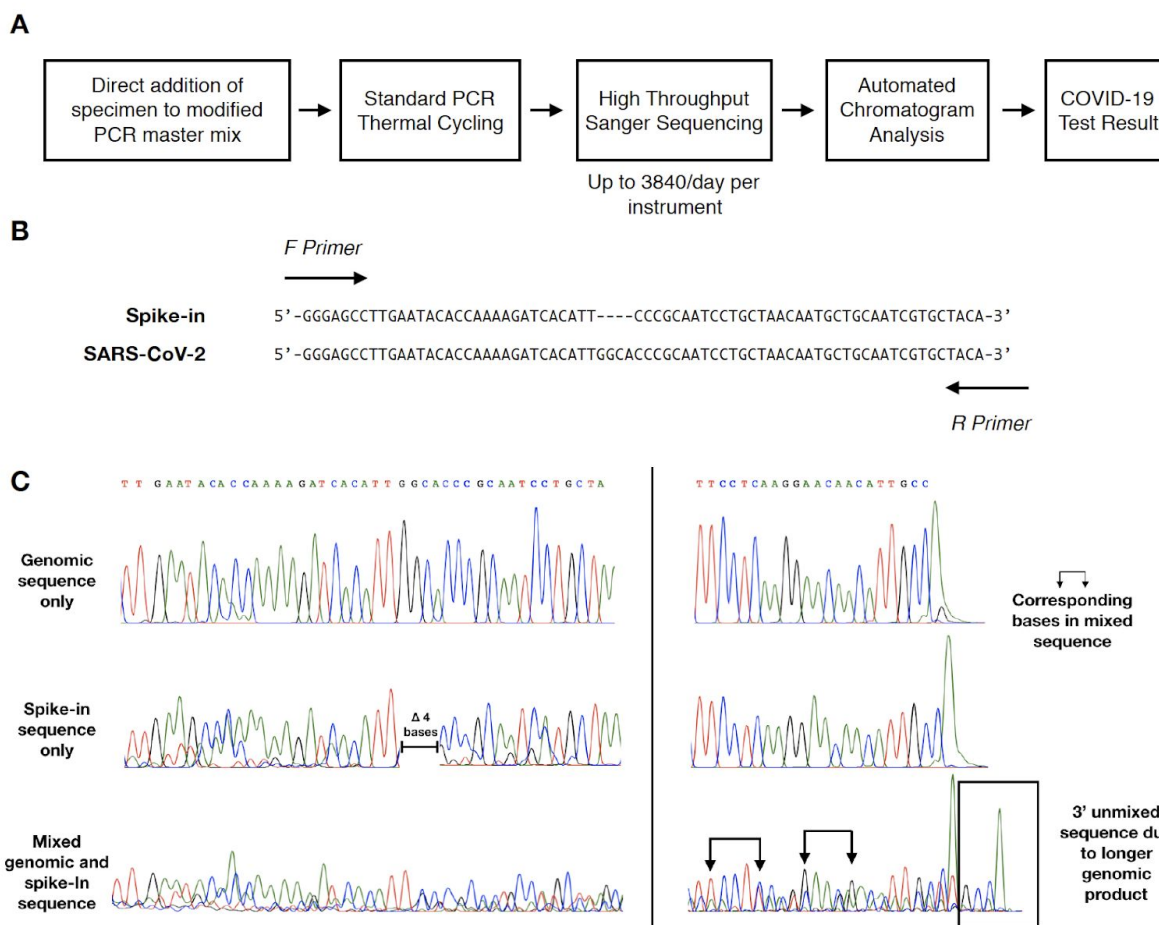 A
Direct addition of
specimen to modified
PCR master mix
Standard PCR
Thermal Cycling
High Throughput
Sanger Sequencing
Automated
Chromatogram
Analysis
COVID-19
Test Result
Up to 3840/day per
instrument
B
F Primer
Spike-in 5’-GGGAGCCTTGAATACACCAAAAGATCACATT----CCCGCAATCCTGCTAACAATGCTGCAATCGTGCTACA-3’
SARS-CoV-2 5’-GGGAGCCTTGAATACACCAAAAGATCACATTGGCACCCGCAATCCTGCTAACAATGCTGCAATCGTGCTACA-3’
R Primer
C
T T GAATACACCAAAAGATCACATT GGCACCCGCAATCCTGCTA
TTCCTCAAGGAACAACATTGCC
Genomic
sequence
only
Corresponding
bases in mixed
sequence
Spike-in
sequence
only
Δ 4
bases
Mixed
genomic and
spike-In
sequence
3’ unmixed
sequence du
to longer
genomic
product